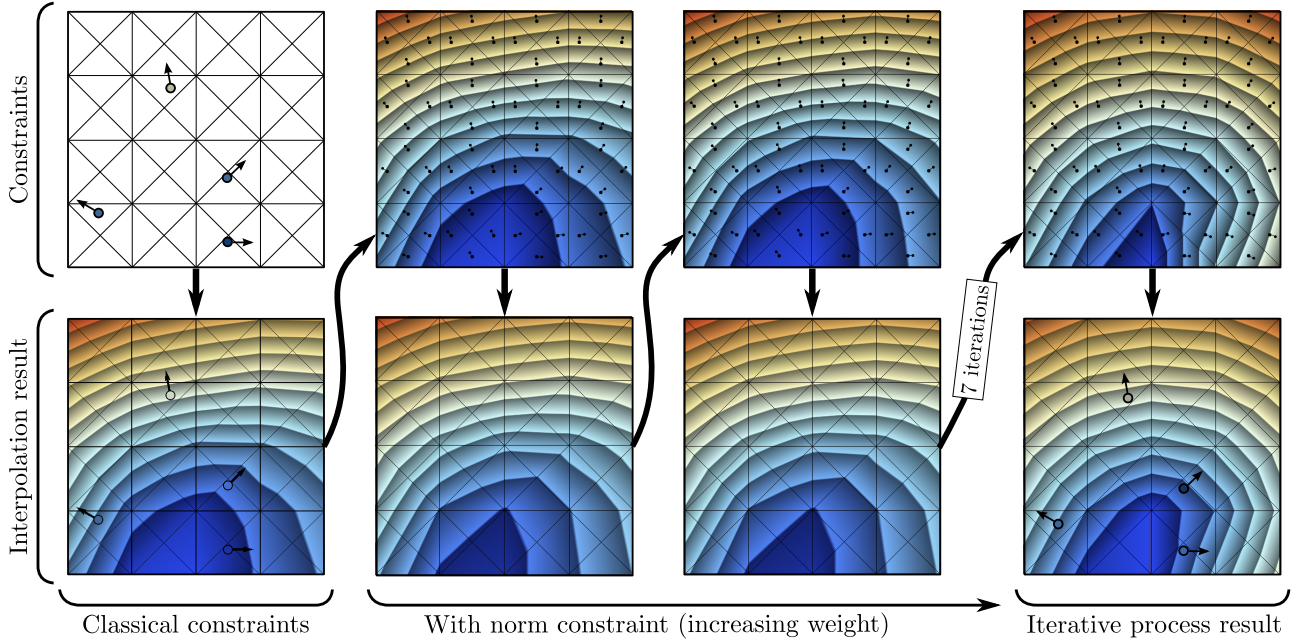 Constraints
Interpolation result
7 iterations
Classical constraints
With norm constraint (increasing weight)
Iterative process result